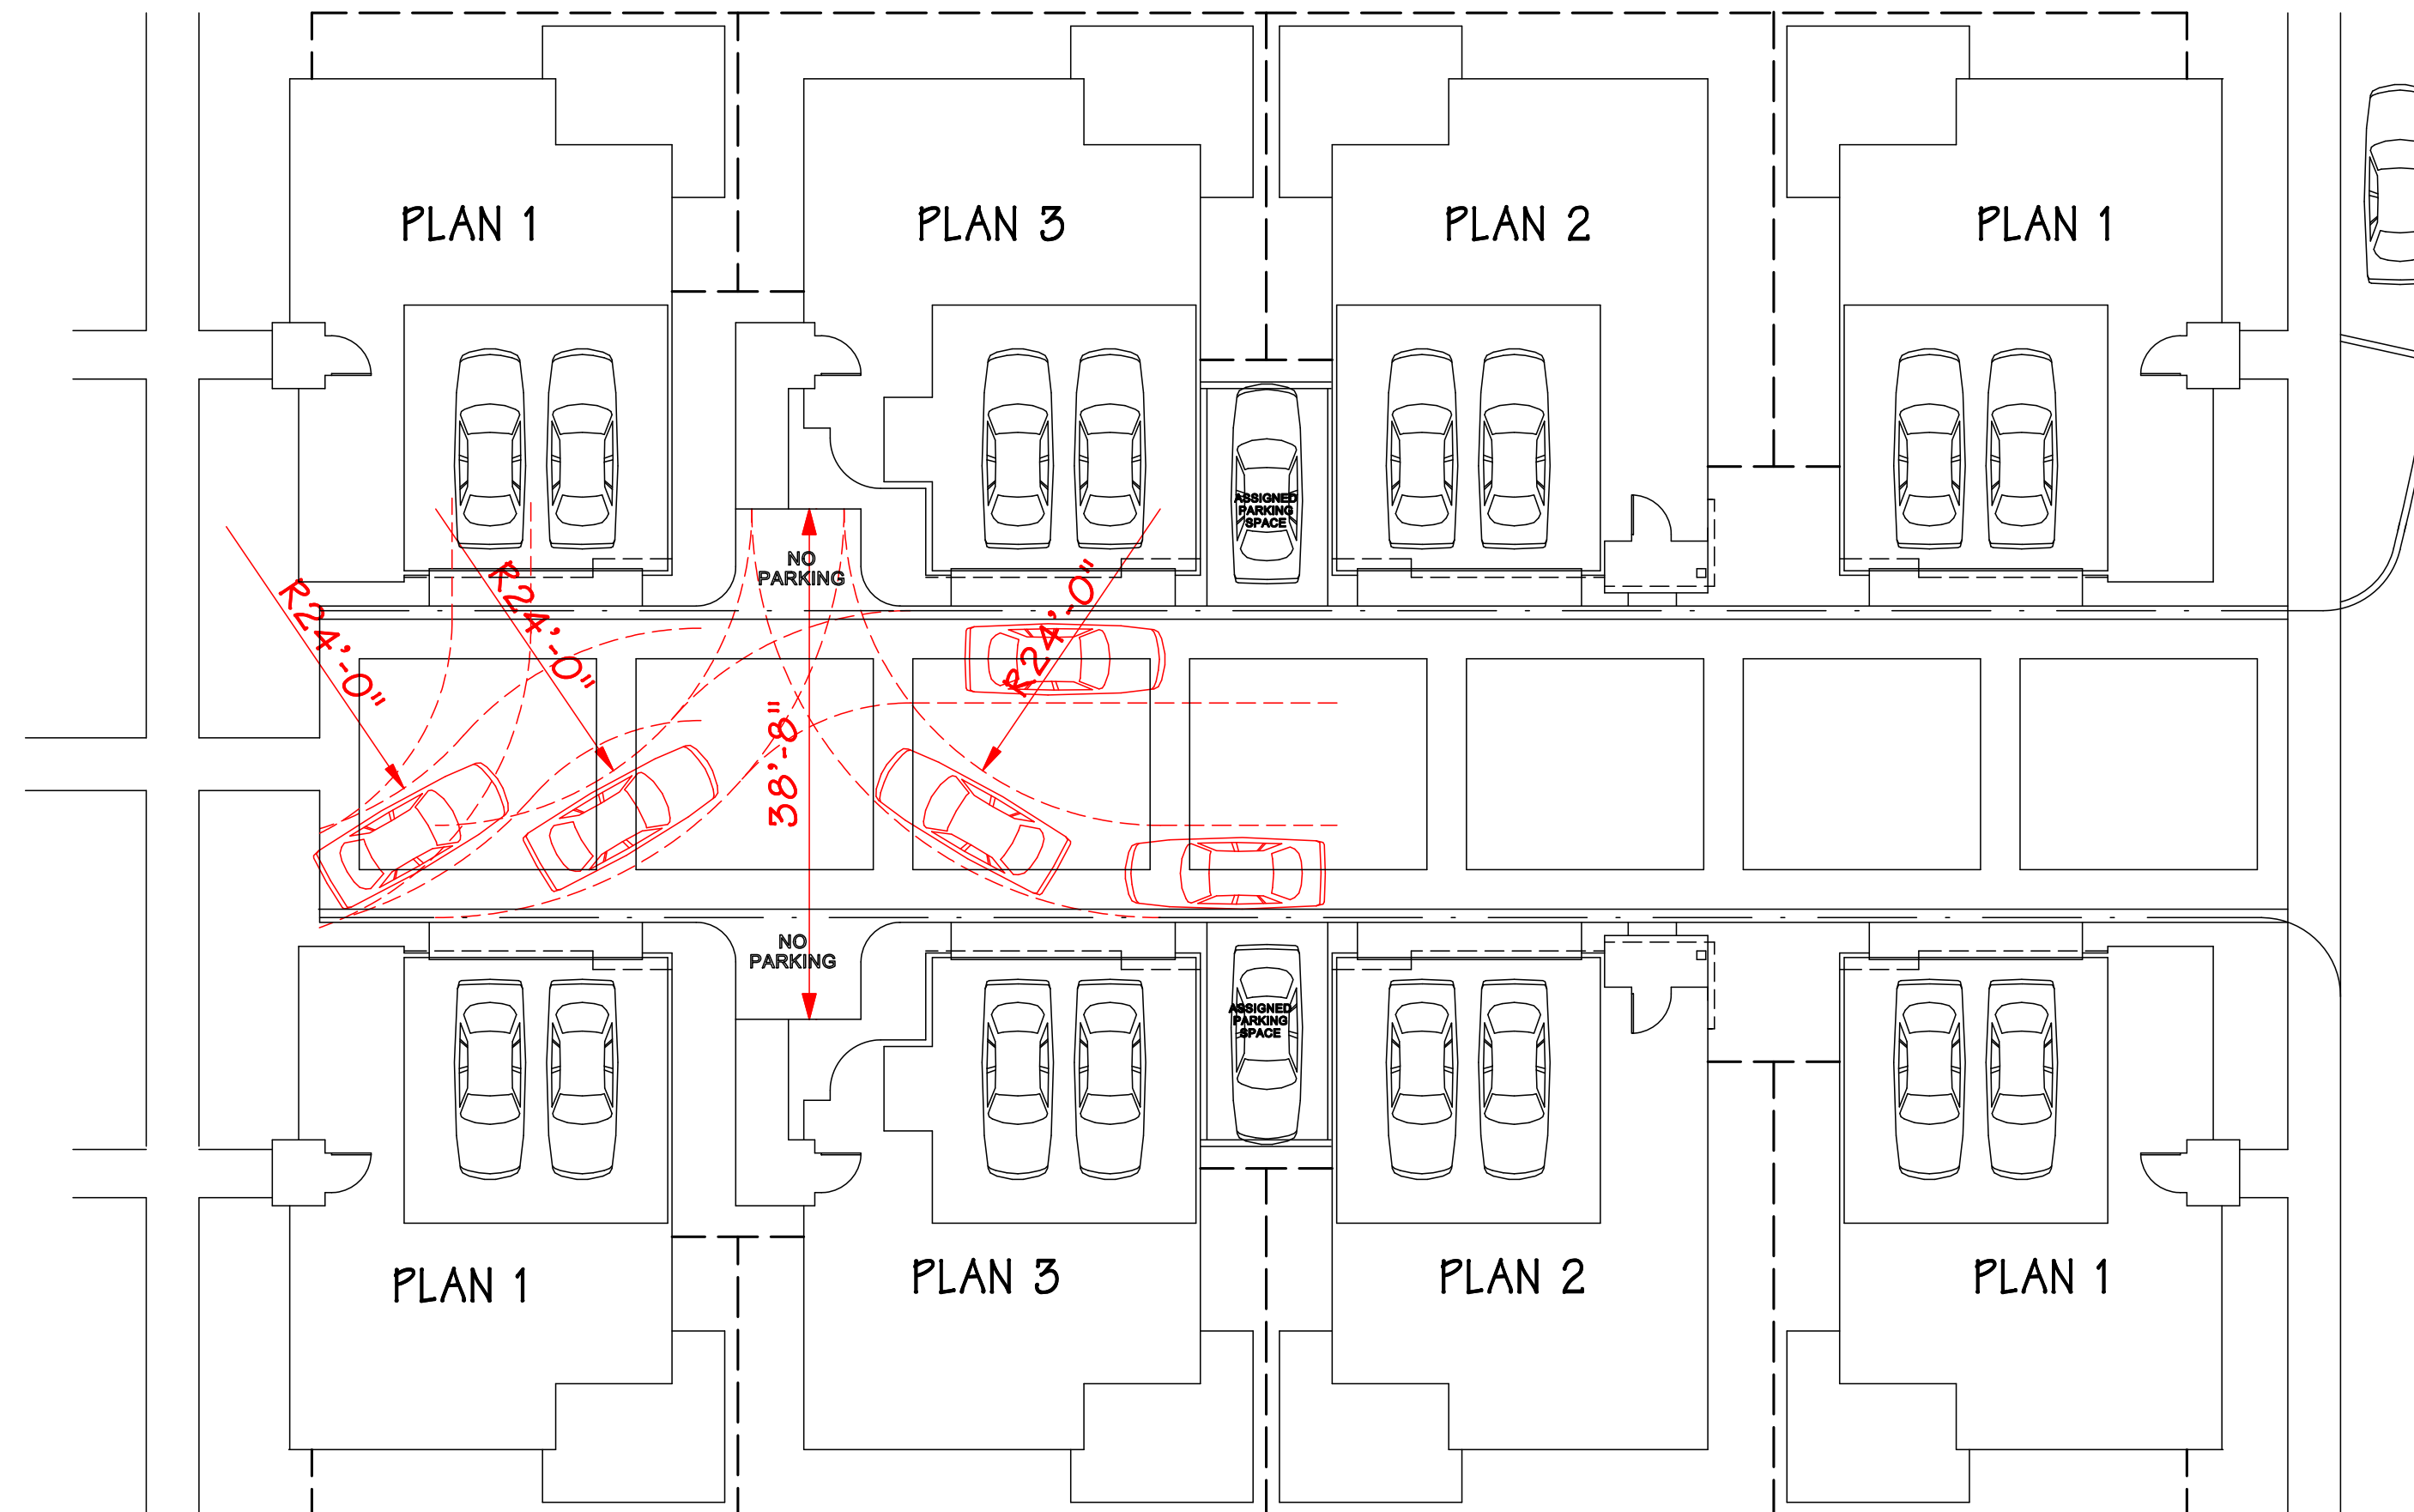 PLAN 1
PLAN 3
PLAN 2
PLAN 1
ASSIGNED
PARKING
SPACE
NO
PARKING
R24'-0"
R24'-0"
R24'-0"
38'-8"
NO
PARKING
ASSIGNED
PARKING
SPACE
PLAN 1
PLAN 3
PLAN 2
PLAN 1